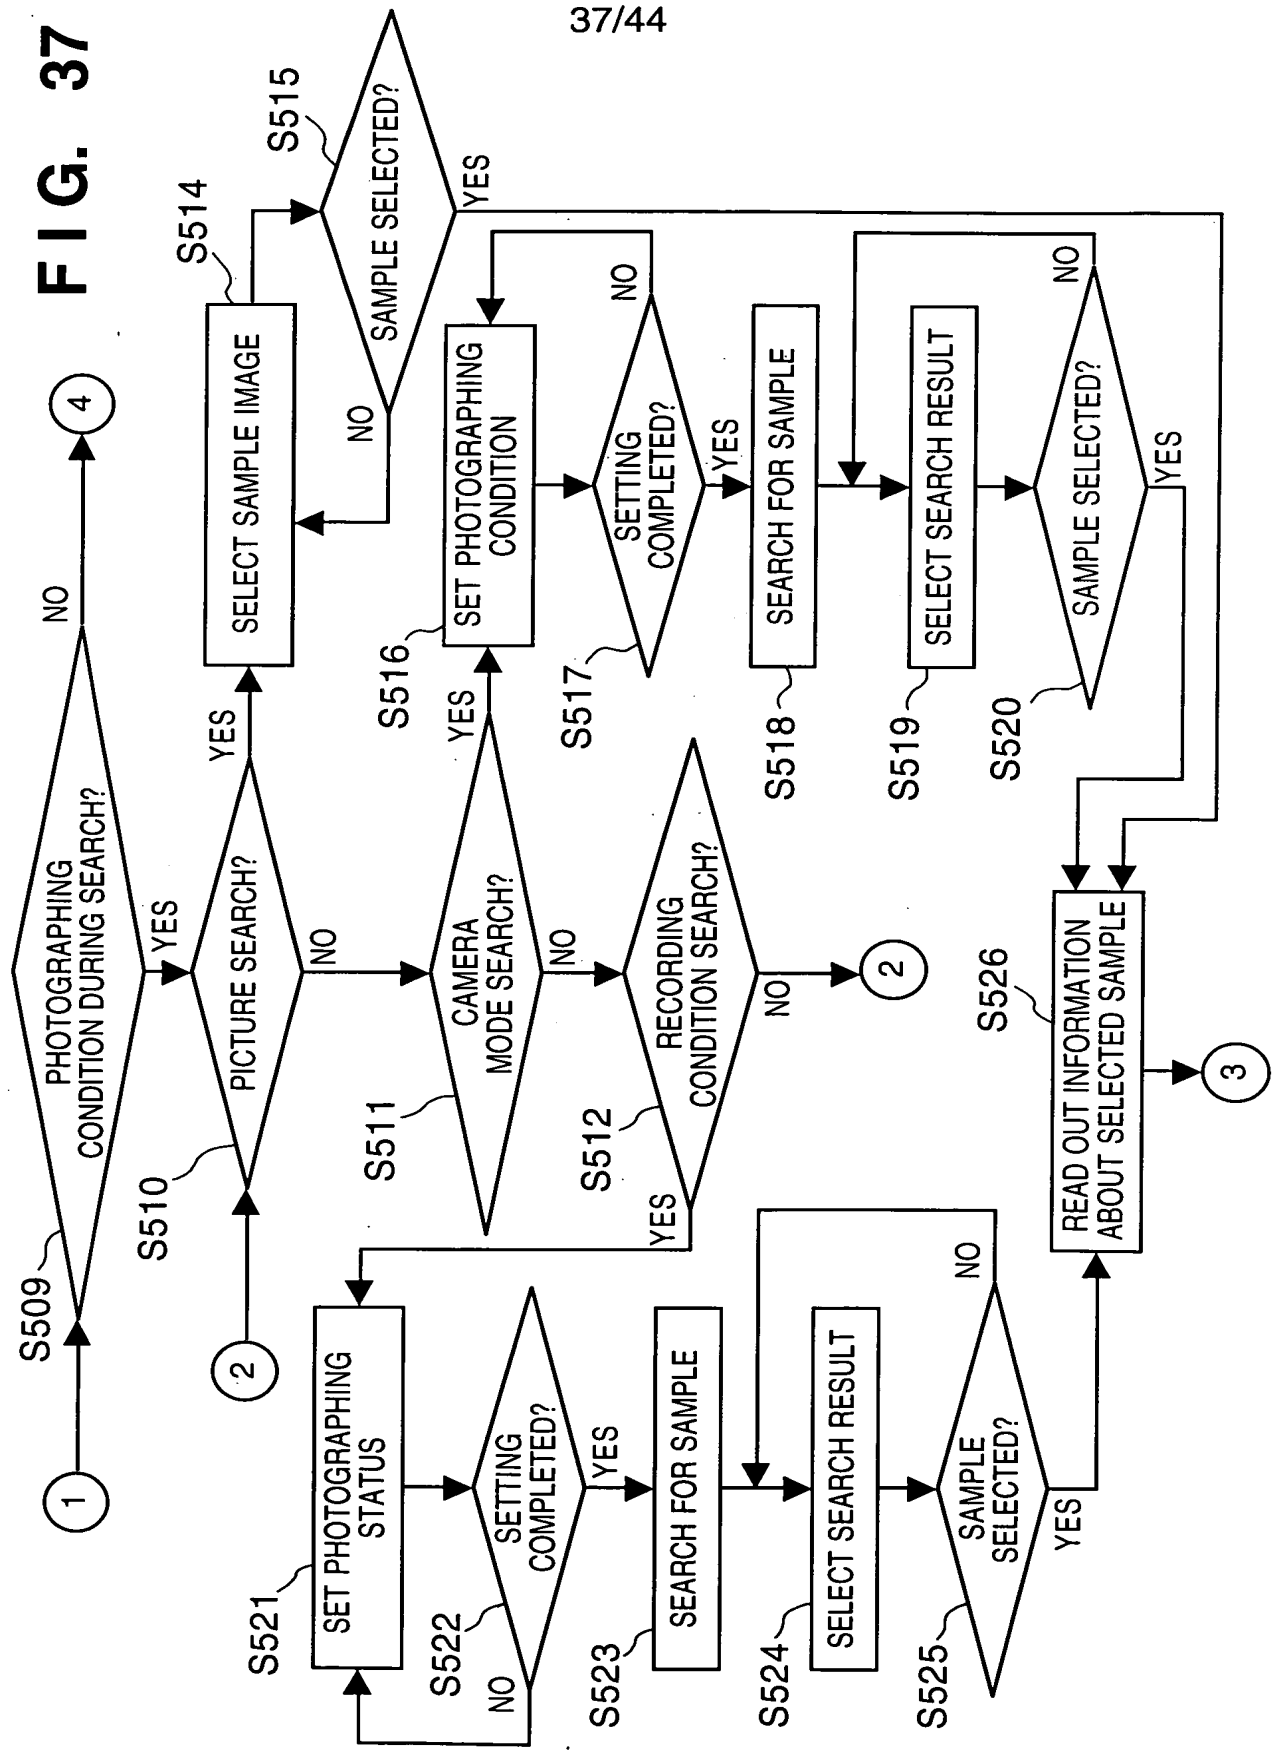 37/44
F I G. 37
1
S509
PHOTOGRAPHING
CONDITION DURING SEARCH?
NO
4
YES
2
S510
PICTURE SEARCH?
YES
NO
S514
SELECT SAMPLE IMAGE
S515
SAMPLE SELECTED?
NO
YES
S511
CAMERA
MODE SEARCH?
YES
NO
S516
SET PHOTOGRAPHING
CONDITION
S517
SETTING
COMPLETED?
NO
YES
S518
SEARCH FOR SAMPLE
S519
SELECT SEARCH RESULT
S520
SAMPLE SELECTED?
NO
YES
S512
RECORDING
CONDITION SEARCH?
YES
NO
2
S521
SET PHOTOGRAPHING
STATUS
S522
SETTING
COMPLETED?
NO
YES
S523
SEARCH FOR SAMPLE
S524
SELECT SEARCH RESULT
S525
SAMPLE
SELECTED?
NO
YES
S526
READ OUT INFORMATION
ABOUT SELECTED SAMPLE
3